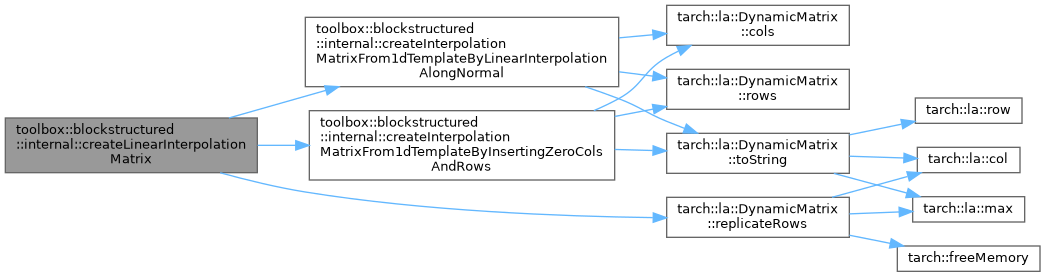 toolbox::blockstructured
::internal::createLinearInterpolation
Matrix
toolbox::blockstructured
::internal::createInterpolation
MatrixFrom1dTemplateByLinearInterpolation
AlongNormal
toolbox::blockstructured
::internal::createInterpolation
MatrixFrom1dTemplateByInsertingZeroCols
AndRows
tarch::la::DynamicMatrix
::cols
tarch::la::DynamicMatrix
::rows
tarch::la::DynamicMatrix
::toString
tarch::la::DynamicMatrix
::replicateRows
tarch::la::row
tarch::la::col
tarch::la::max
tarch::freeMemory